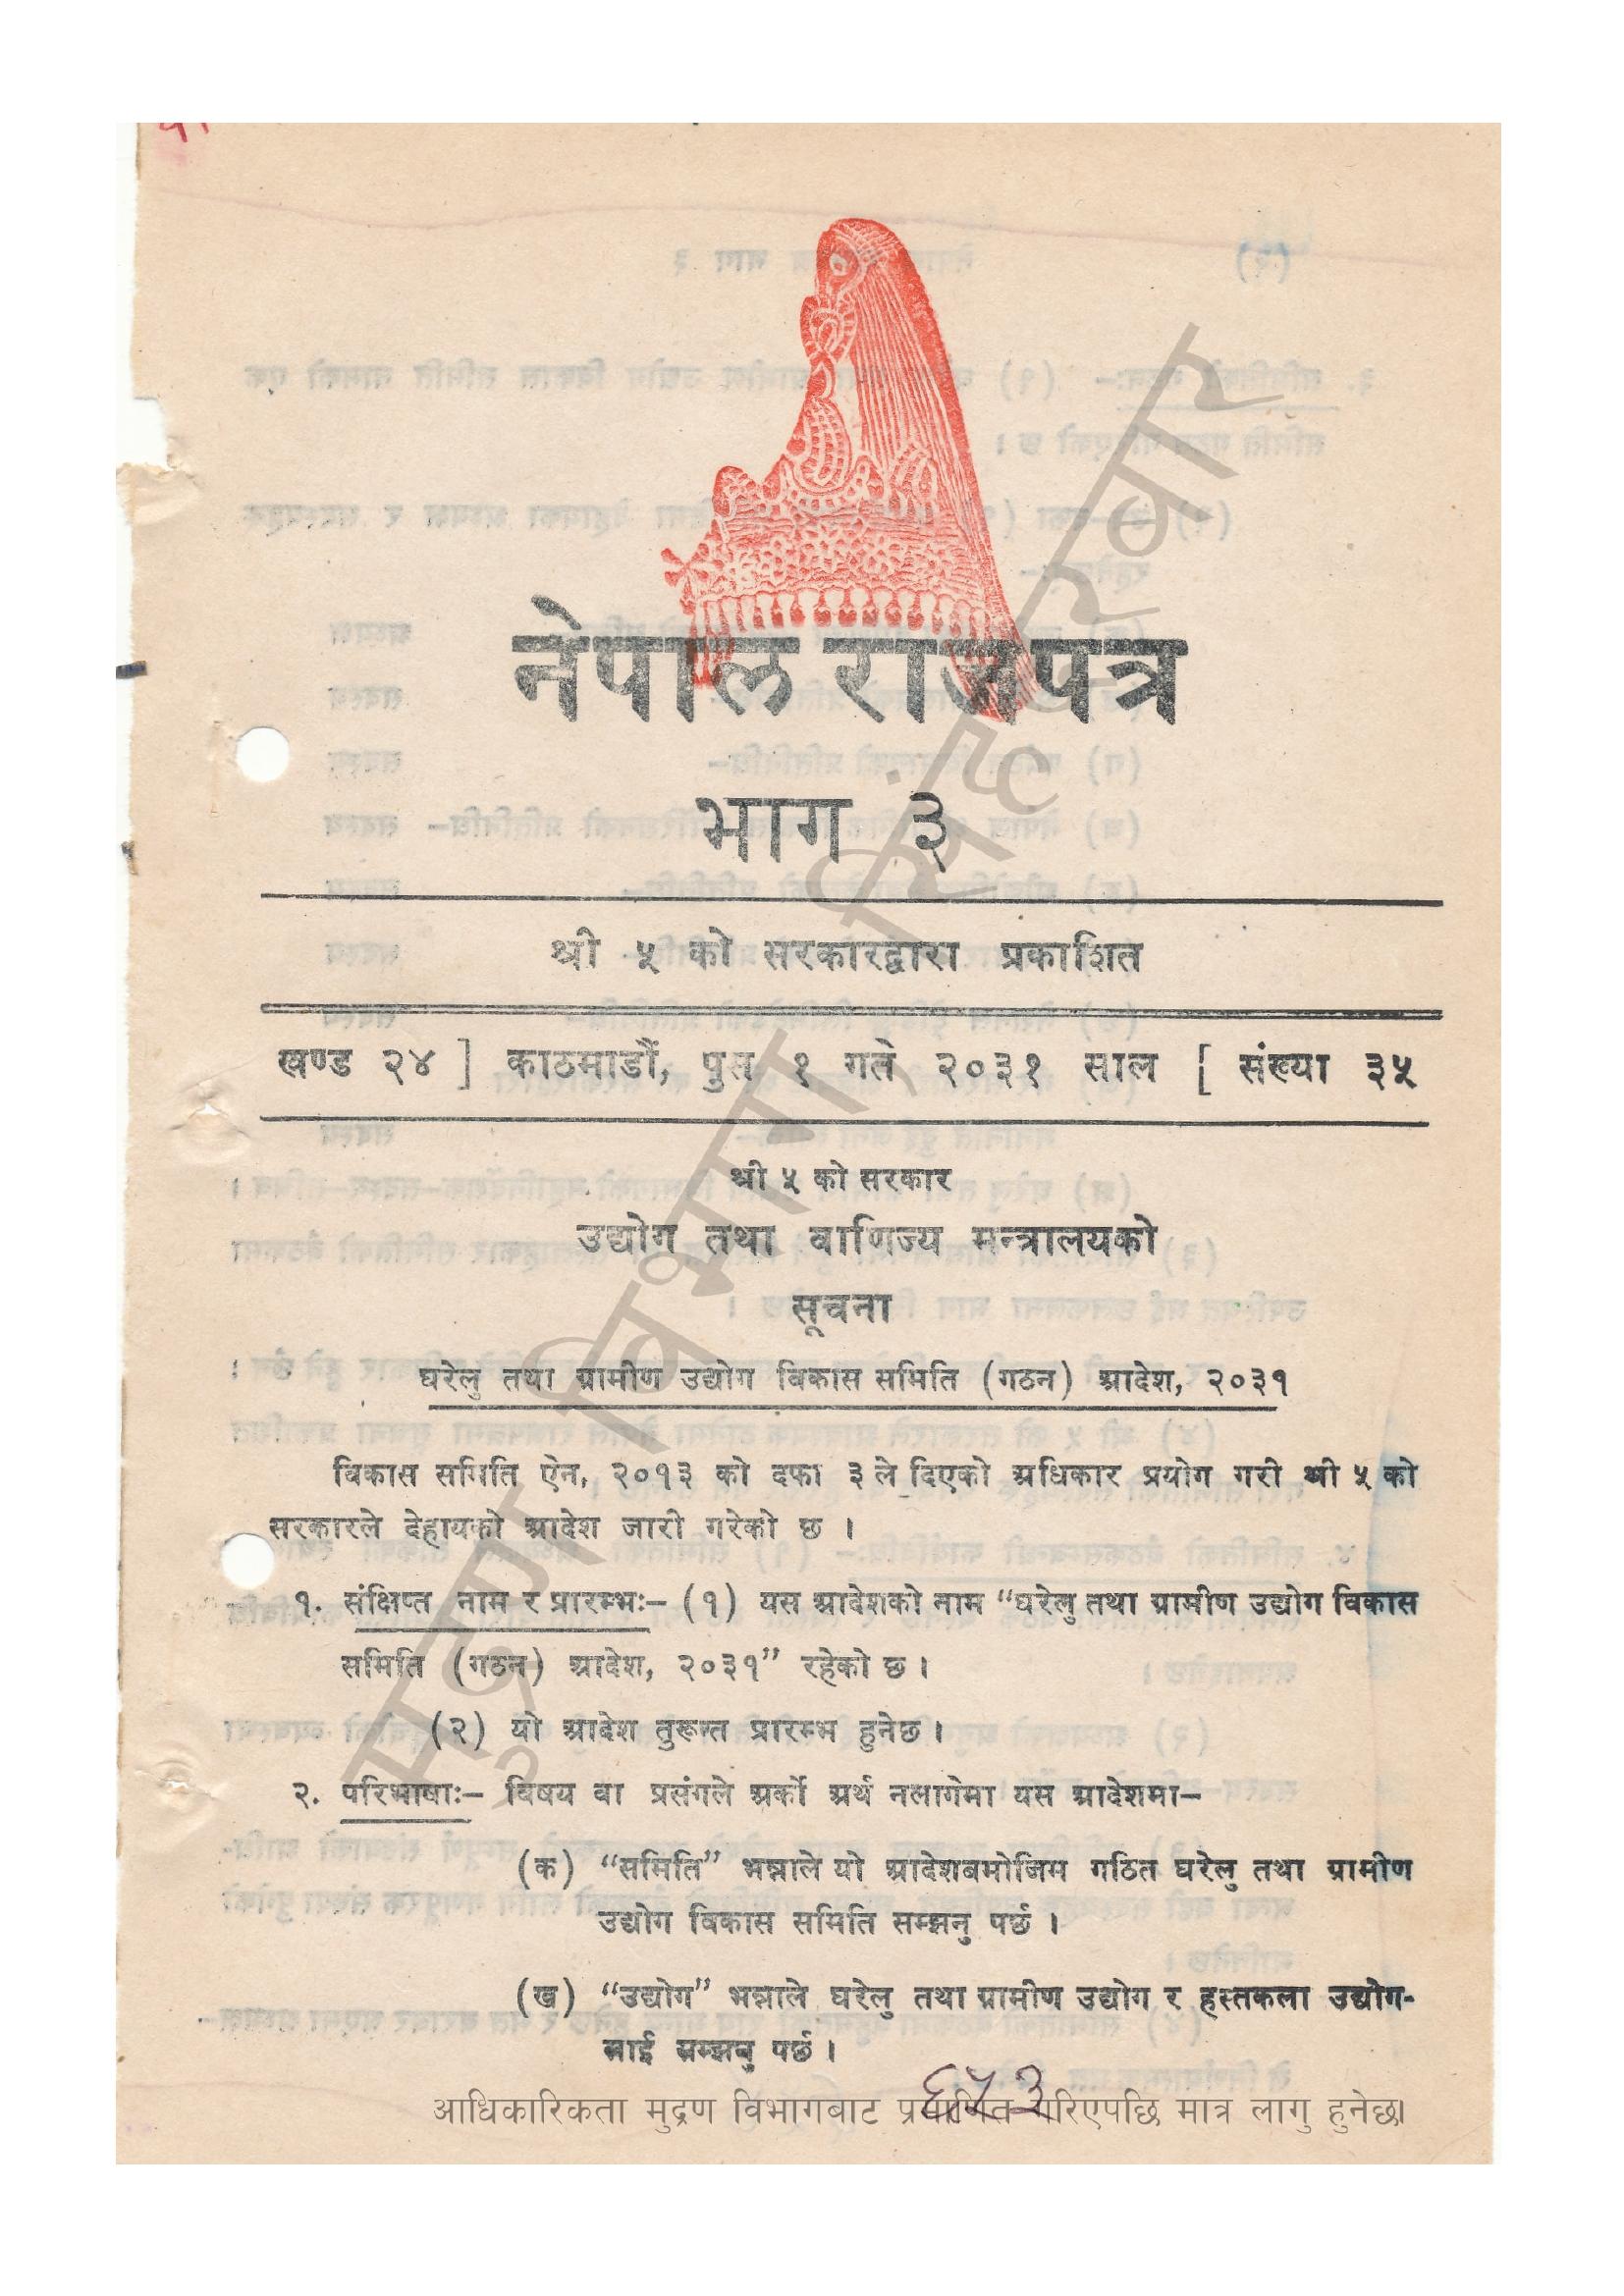 नेपाल राजपत्र
भाग ३
श्री ५ को सरकारद्वारा प्रकाशित
खण्ड २४ ] काठमाडौं, पुस १ गते २०३१ साल [ संख्या ३५
श्री ५ को सरकार
उद्योग तथा वाणिज्य मन्त्रालयको
सूचना
घरेलु तथा ग्रामीण उद्योग विकास समिति (गठन) आदेश, २०३१
विकास समिति ऐन, २०१३ को दफा ३ ले दिएको अधिकार प्रयोग गरी श्री ५ को
सरकारले देहायको आदेश जारी गरेको छ ।
१. संक्षिप्त नाम र प्रारम्भः– (१) यस आदेशको नाम “घरेलु तथा ग्रामीण उद्योग विकास
समिति (गठन) आदेश, २०३१” रहेको छ ।
(२) यो आदेश तुरून्त प्रारम्भ हुनेछ ।
२. परिभाषाः– विषय वा प्रसंगले अर्को अर्थ नलागेमा यस आदेशमा–
(क) “समिति” भन्नाले यो आदेशबमोजिम गठित घरेलु तथा ग्रामीण
उद्योग विकास समिति सम्झनु पर्छ ।
(ख) “उद्योग” भन्नाले घरेलु तथा ग्रामीण उद्योग र हस्तकला उद्योग-
लाई सम्झनु पर्छ ।
६५३
आधिकारिकता मुद्रण विभागबाट प्रमाणित गरिएपछि मात्र लागु हुनेछ।
मुद्रण विभाग, सिंहदरबार